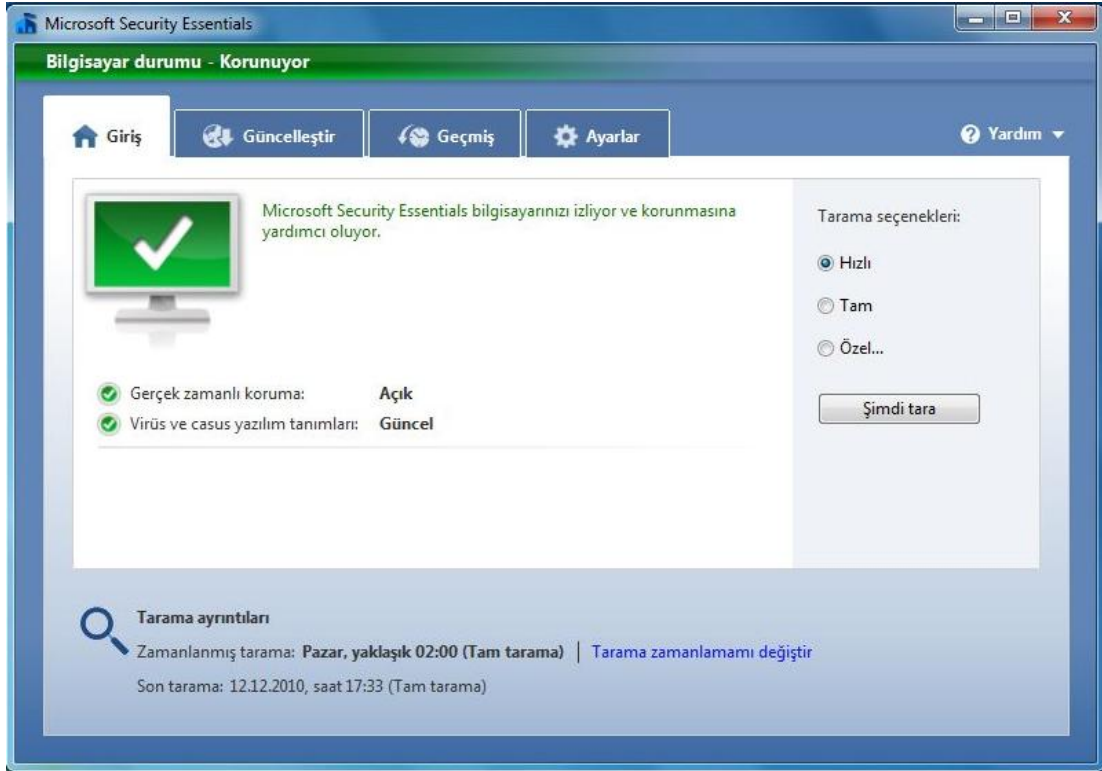 Microsoft Security Essentials
Bilgisayar durumu - Korunuyor
Giriş
Güncelleştir
Geçmiş
Ayarlar
Yardım
Microsoft Security Essentials bilgisayarınızı izliyor ve korunmasına
yardımcı oluyor.
Tarama seçenekleri:
Hızlı
Tam
Özel...
Şimdi tara
Gerçek zamanlı koruma: Açık
Virüs ve casus yazılım tanımları: Güncel
Tarama ayrıntıları
Zamanlanmış tarama: Pazar, yaklaşık 02:00 (Tam tarama) | Tarama zamanlamamı değiştir
Son tarama: 12.12.2010, saat 17:33 (Tam tarama)